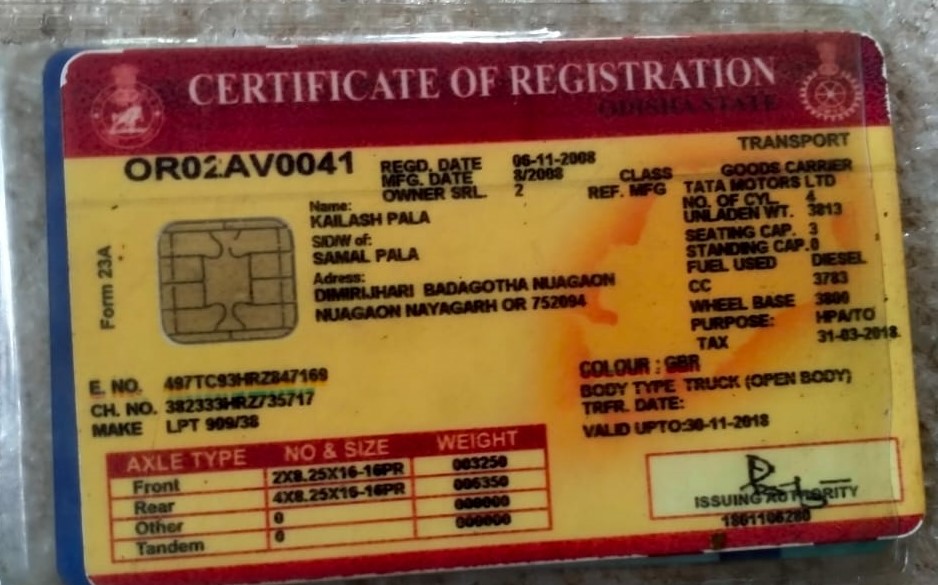 CERTIFICATE OF REGISTRATION
ODISHA STATE
TRANSPORT
OR02AV0041
REGD. DATE 06-11-2008
MFG. DATE 8/2008 CLASS GOODS CARRIER
OWNER SRL. 2 REF. MFG TATA MOTORS LTD
NO. OF CYL. 4
UNLADEN WT. 3813
SEATING CAP. 3
STANDING CAP. 0
FUEL USED DIESEL
CC 3783
WHEEL BASE 3800
PURPOSE: HPA/TO
TAX 31-03-2018
Name:
KAILASH PALA
S/D/W of:
SAMAL PALA
Adress:
DIMIRIJHARI BADAGOTHA NUAGAON
NUAGAON NAYAGARH OR 752094
Form 23A
E. NO. 497TC93HRZ847169
CH. NO. 382333HRZ735717
MAKE LPT 909/38
COLOUR : GBR
BODY TYPE TRUCK (OPEN BODY)
TRFR. DATE:
VALID UPTO:30-11-2018
AXLE TYPE NO & SIZE WEIGHT
Front 2X8.25X16-16PR 003250
Rear 4X8.25X16-16PR 006350
Other 0 000000
Tandem 0 000000
ISSUING AUTHORITY